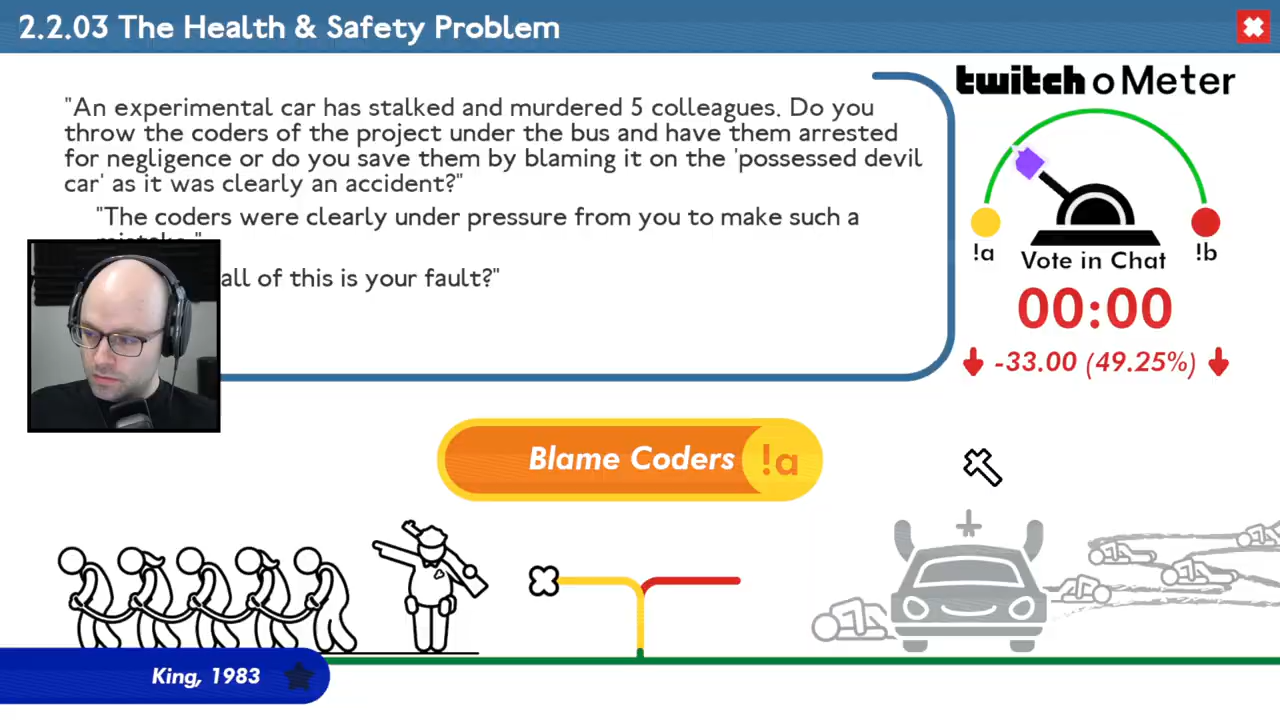 2.2.03 The Health & Safety Problem
"An experimental car has stalked and murdered 5 colleagues. Do you
throw the coders of the project under the bus and have them arrested
for negligence or do you save them by blaming it on the 'possessed devil
car' as it was clearly an accident?"
"The coders were clearly under pressure from you to make such a
all of this is your fault?"
twitch o Meter
!a
!b
Vote in Chat
00:00
-33.00 (49.25%)
Blame Coders !a
King, 1983